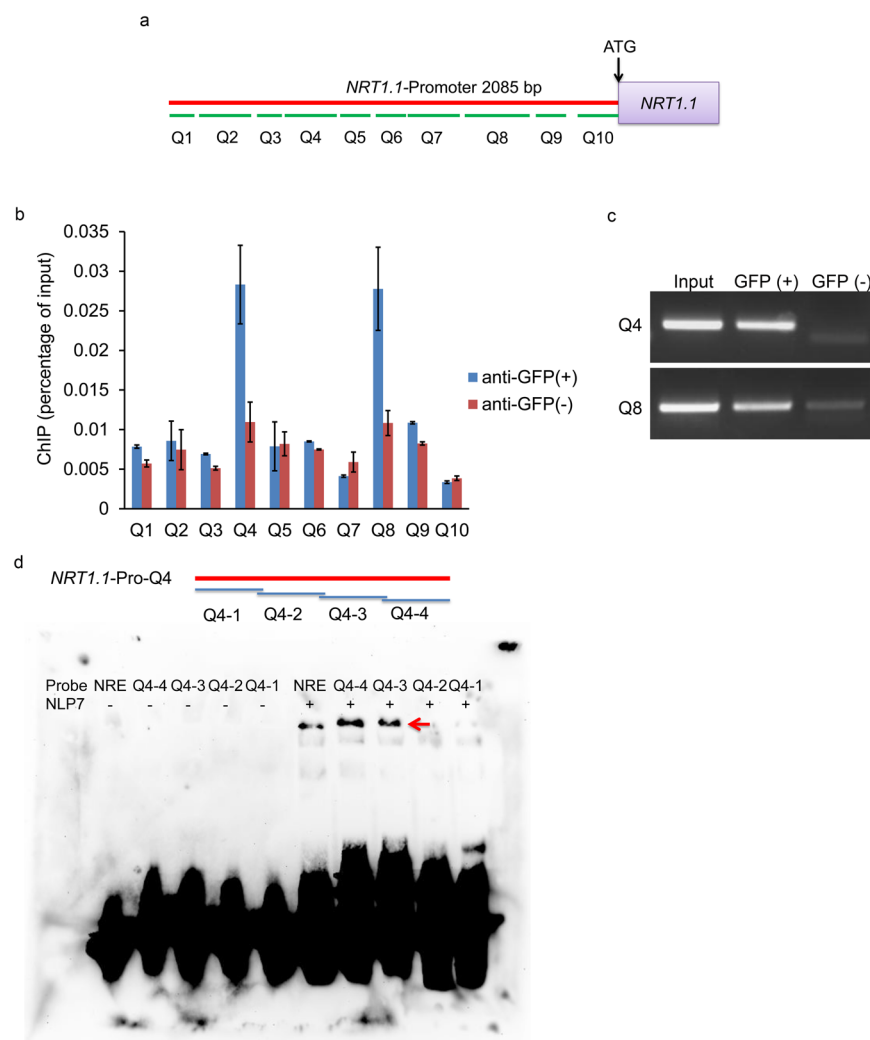 a
ATG
NRT1.1-Promoter 2085 bp
NRT1.1
Q1 Q2 Q3 Q4 Q5 Q6 Q7 Q8 Q9 Q10
b
ChIP (percentage of input)
0.035
0.03
0.025
0.02
0.015
0.01
0.005
0
Q1 Q2 Q3 Q4 Q5 Q6 Q7 Q8 Q9 Q10
anti-GFP(+)
anti-GFP(-)
c
Input GFP (+) GFP (-)
Q4
Q8
d
NRT1.1-Pro-Q4
Q4-1 Q4-2 Q4-3 Q4-4
Probe NRE Q4-4 Q4-3 Q4-2 Q4-1 NRE Q4-4 Q4-3 Q4-2 Q4-1
NLP7 - - - - - + + + + +